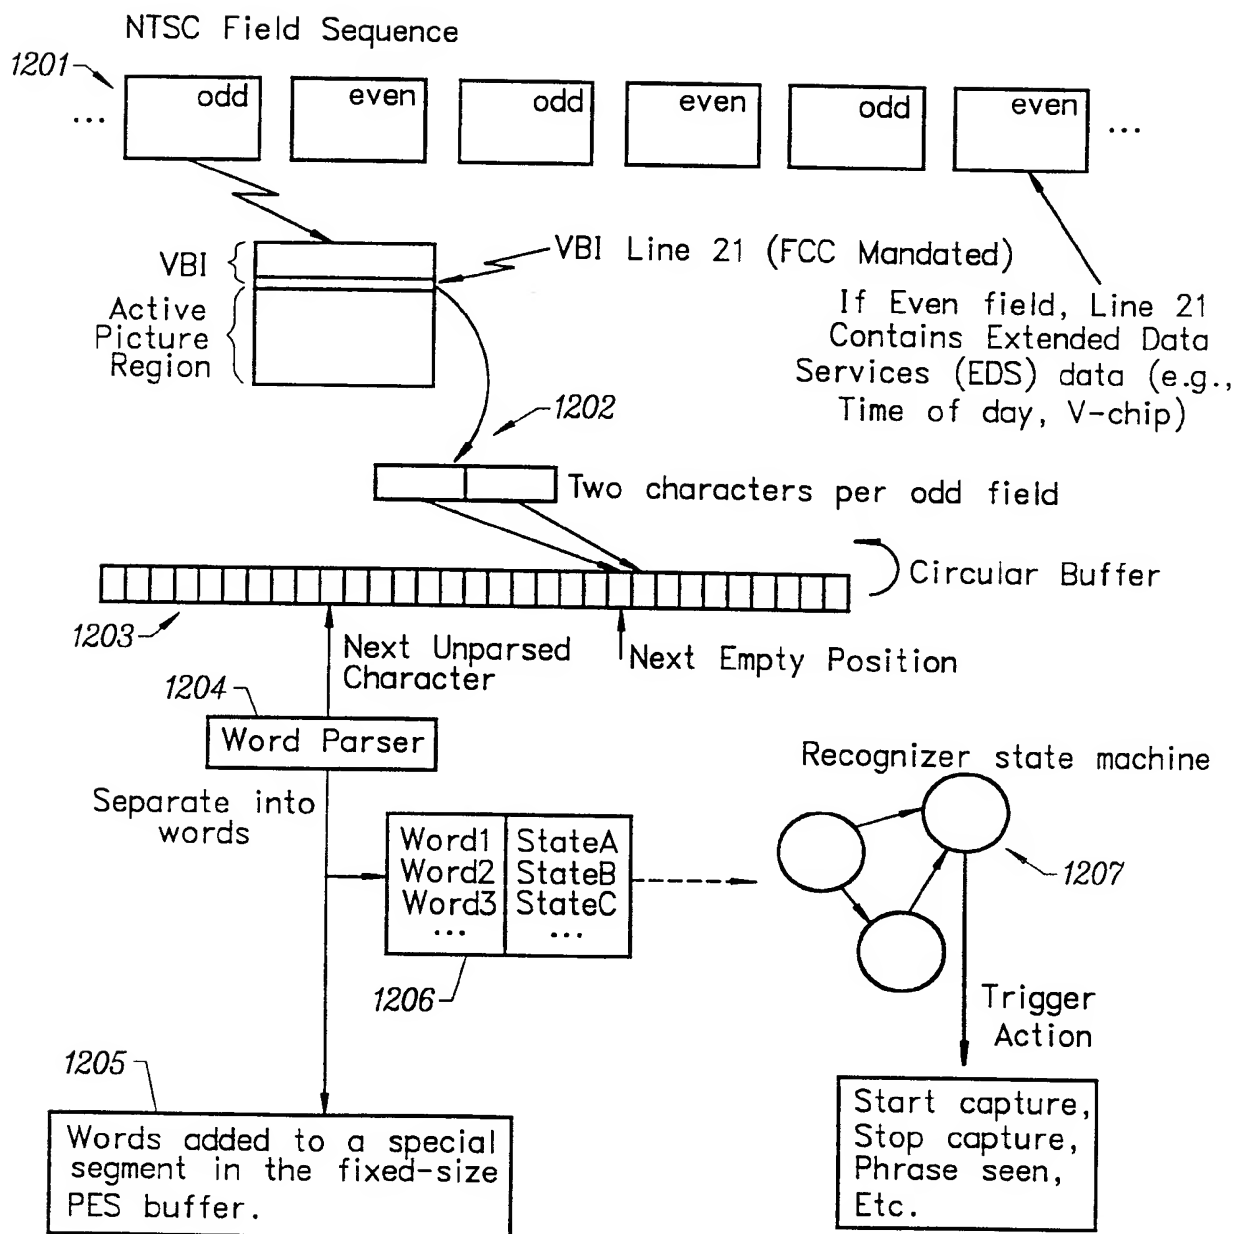 NTSC Field Sequence
1201
... odd even odd even odd even ...
VBI
VBI Line 21 (FCC Mandated)
Active
Picture
Region
If Even field, Line 21
Contains Extended Data
Services (EDS) data (e.g.,
Time of day, V-chip)
1202
Two characters per odd field
Circular Buffer
1203
Next Unparsed
Character
Next Empty Position
1204
Word Parser
Separate into
words
Word1 StateA
Word2 StateB
Word3 StateC
... ...
1206
Recognizer state machine
1207
Trigger
Action
1205
Words added to a special
segment in the fixed-size
PES buffer.
Start capture,
Stop capture,
Phrase seen,
Etc.